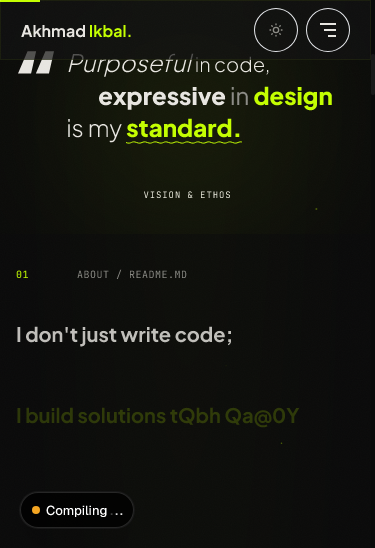 Akhmad Ikbal.
Purposeful in code,
expressive in design
is my standard.
VISION & ETHOS
01 ABOUT / README.MD
I don't just write code;
I build solutions tQbh Qa@0Y
Compiling ...